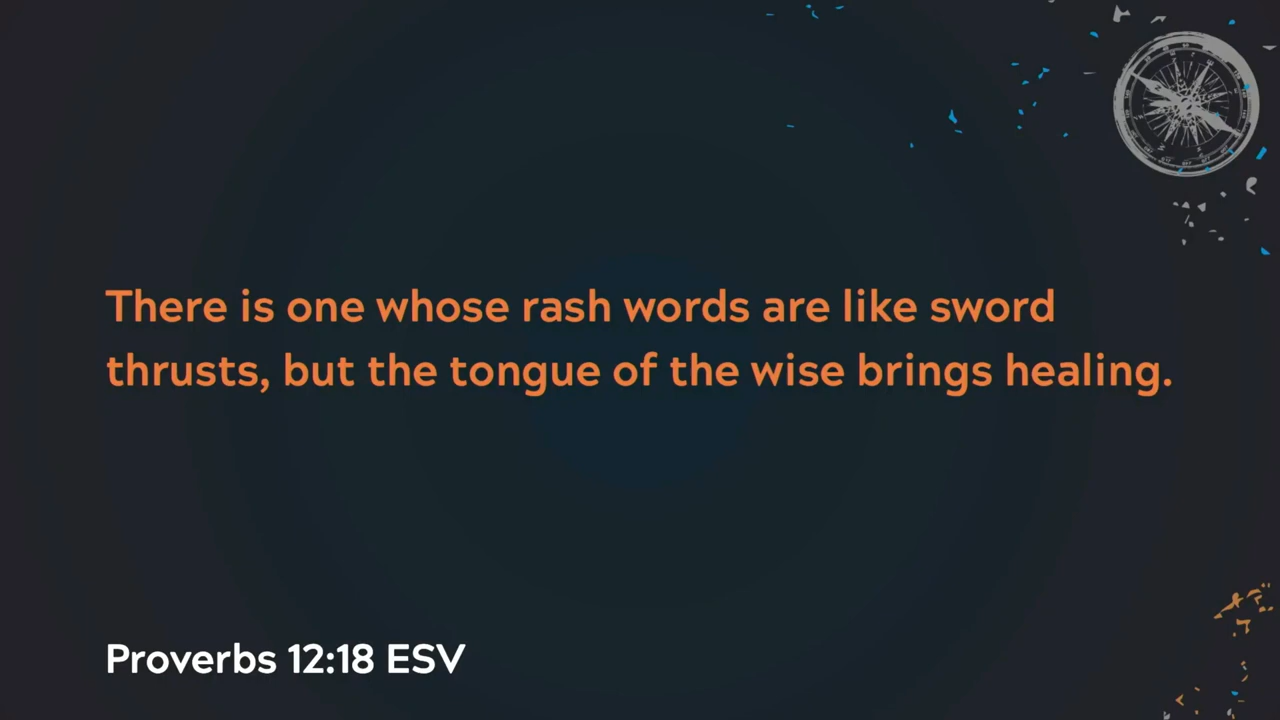 There is one whose rash words are like sword
thrusts, but the tongue of the wise brings healing.
Proverbs 12:18 ESV